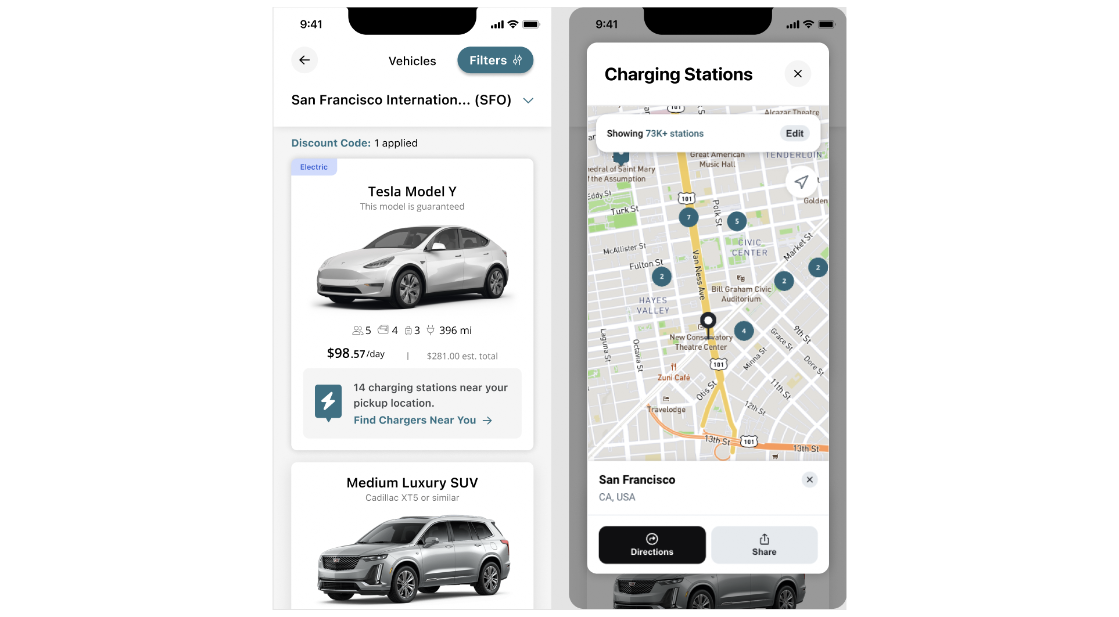 9:41
Vehicles
Filters
San Francisco Internation... (SFO)
Discount Code: 1 applied
Electric
Tesla Model Y
This model is guaranteed
5 4 3 396 mi
$98.57/day | $281.00 est. total
14 charging stations near your
pickup location.
Find Chargers Near You →
Medium Luxury SUV
Cadillac XT5 or similar
9:41
Charging Stations
101
Alcazar Theatre
Showing 73K+ stations
Edit
Great American
Music Hall
TENDERLOIN
edral of Saint Mary
f the Assumption
Eddy St
101
Golden
Turk St
7
Polk St
5
McAllister St
CIVIC
CENTER
Market St
Fulton St
Van Ness Ave
2
2
2
Bill Graham Civic
Auditorium
HAYES
VALLEY
4
New Conservatory
Theatre Center
9th St
Laguna St
Octavia St
Grace St
Minna St
Dore St
101
Zuni Café
Otis St
11th St
Travelodge
12th St
13th St
101
13th St
San Francisco
CA, USA
Directions
Share